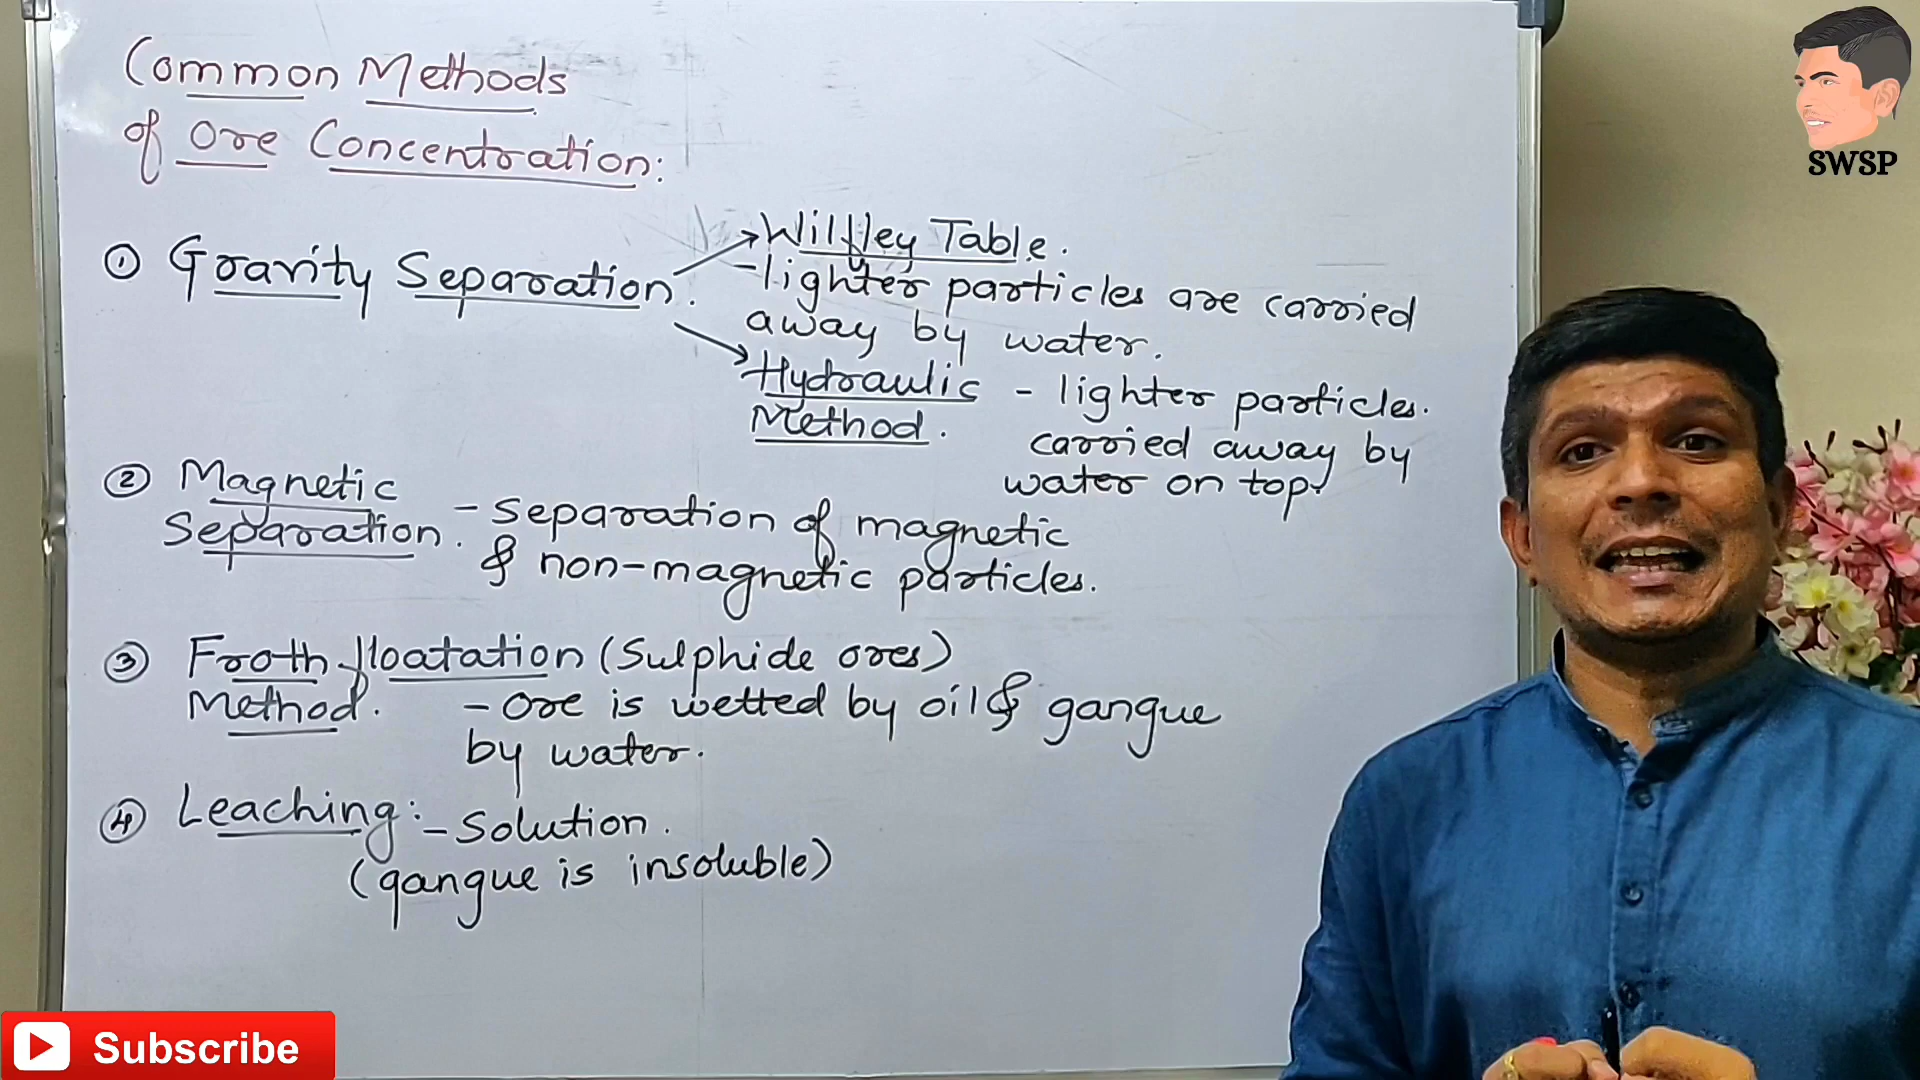 Common Methods
of Ore Concentration:
① Gravity Separation.
Wilfley Table.
- lighter particles are carried
away by water.
Hydraulic
Method.
- lighter particles.
carried away by
water on top.
② Magnetic
Separation.
- Separation of magnetic
& non-magnetic particles.
③ Froth floatation (Sulphide ores)
Method.
- Ore is wetted by oil & gangue
by water.
④ Leaching:
- Solution.
(gangue is insoluble)
SWSP
Subscribe